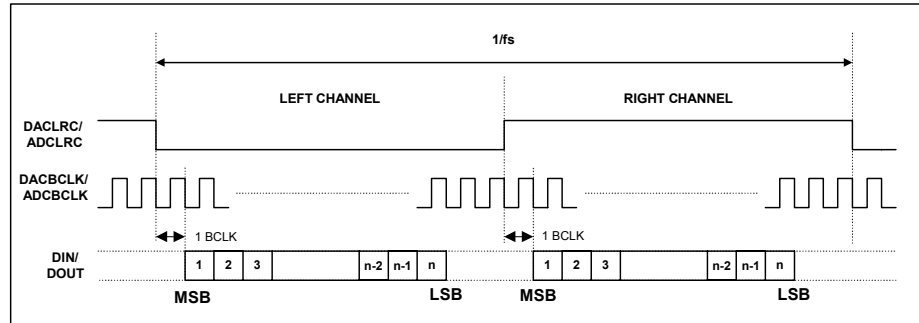 1/fs
LEFT CHANNEL
RIGHT CHANNEL
DACLRC/
ADCLRC
DACBCLK/
ADCBCLK
1 BCLK
1 BCLK
DIN/
DOUT
1 2 3 n-2 n-1 n
1 2 3 n-2 n-1 n
MSB
LSB
MSB
LSB